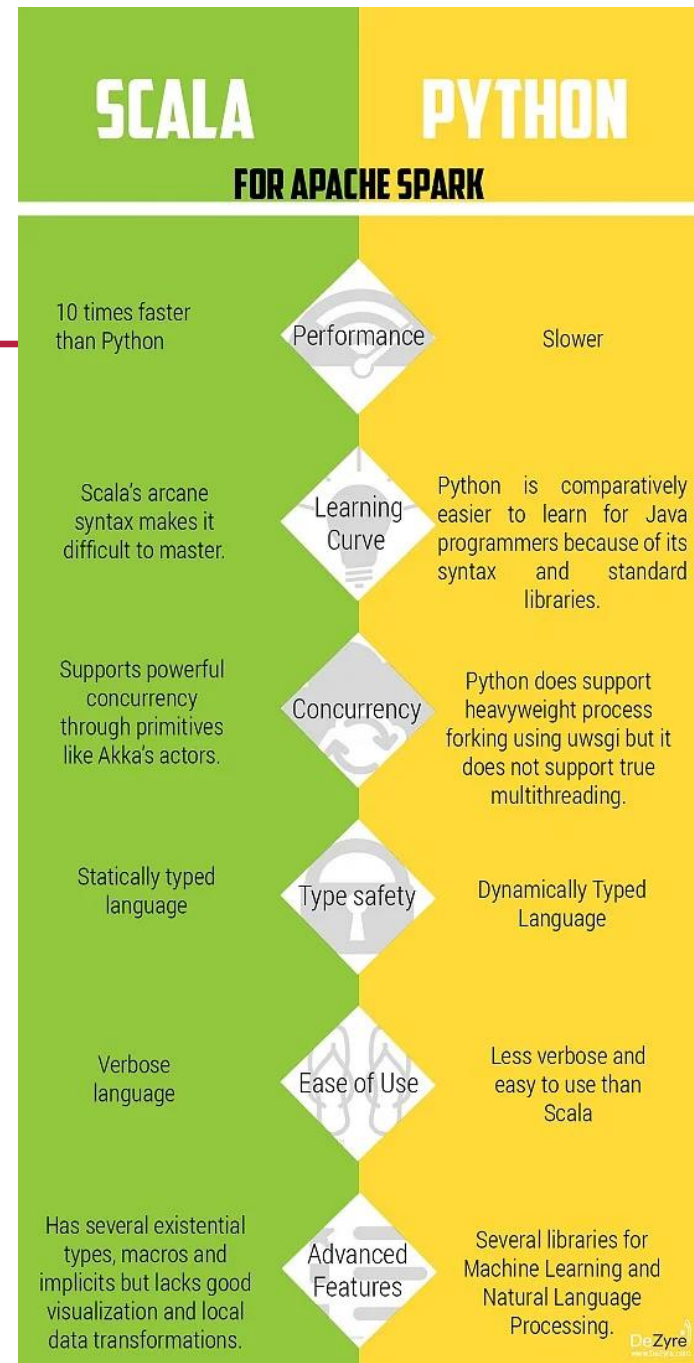 SCALA
PYTHON
FOR APACHE SPARK
10 times faster
than Python
Performance
Slower
Scala's arcane
syntax makes it
difficult to master.
Learning
Curve
Python is comparatively
easier to learn for Java
programmers because of its
syntax and standard
libraries.
Supports powerful
concurrency
through primitives
like Akka's actors.
Concurrency
Python does support
heavyweight process
forking using uwsgi but it
does not support true
multithreading.
Statically typed
language
Type safety
Dynamically Typed
Language
Verbose
language
Ease of Use
Less verbose and
easy to use than
Scala
Has several existential
types, macros and
implicits but lacks good
visualization and local
data transformations.
Advanced
Features
Several libraries for
Machine Learning and
Natural Language
Processing.
DeZyre